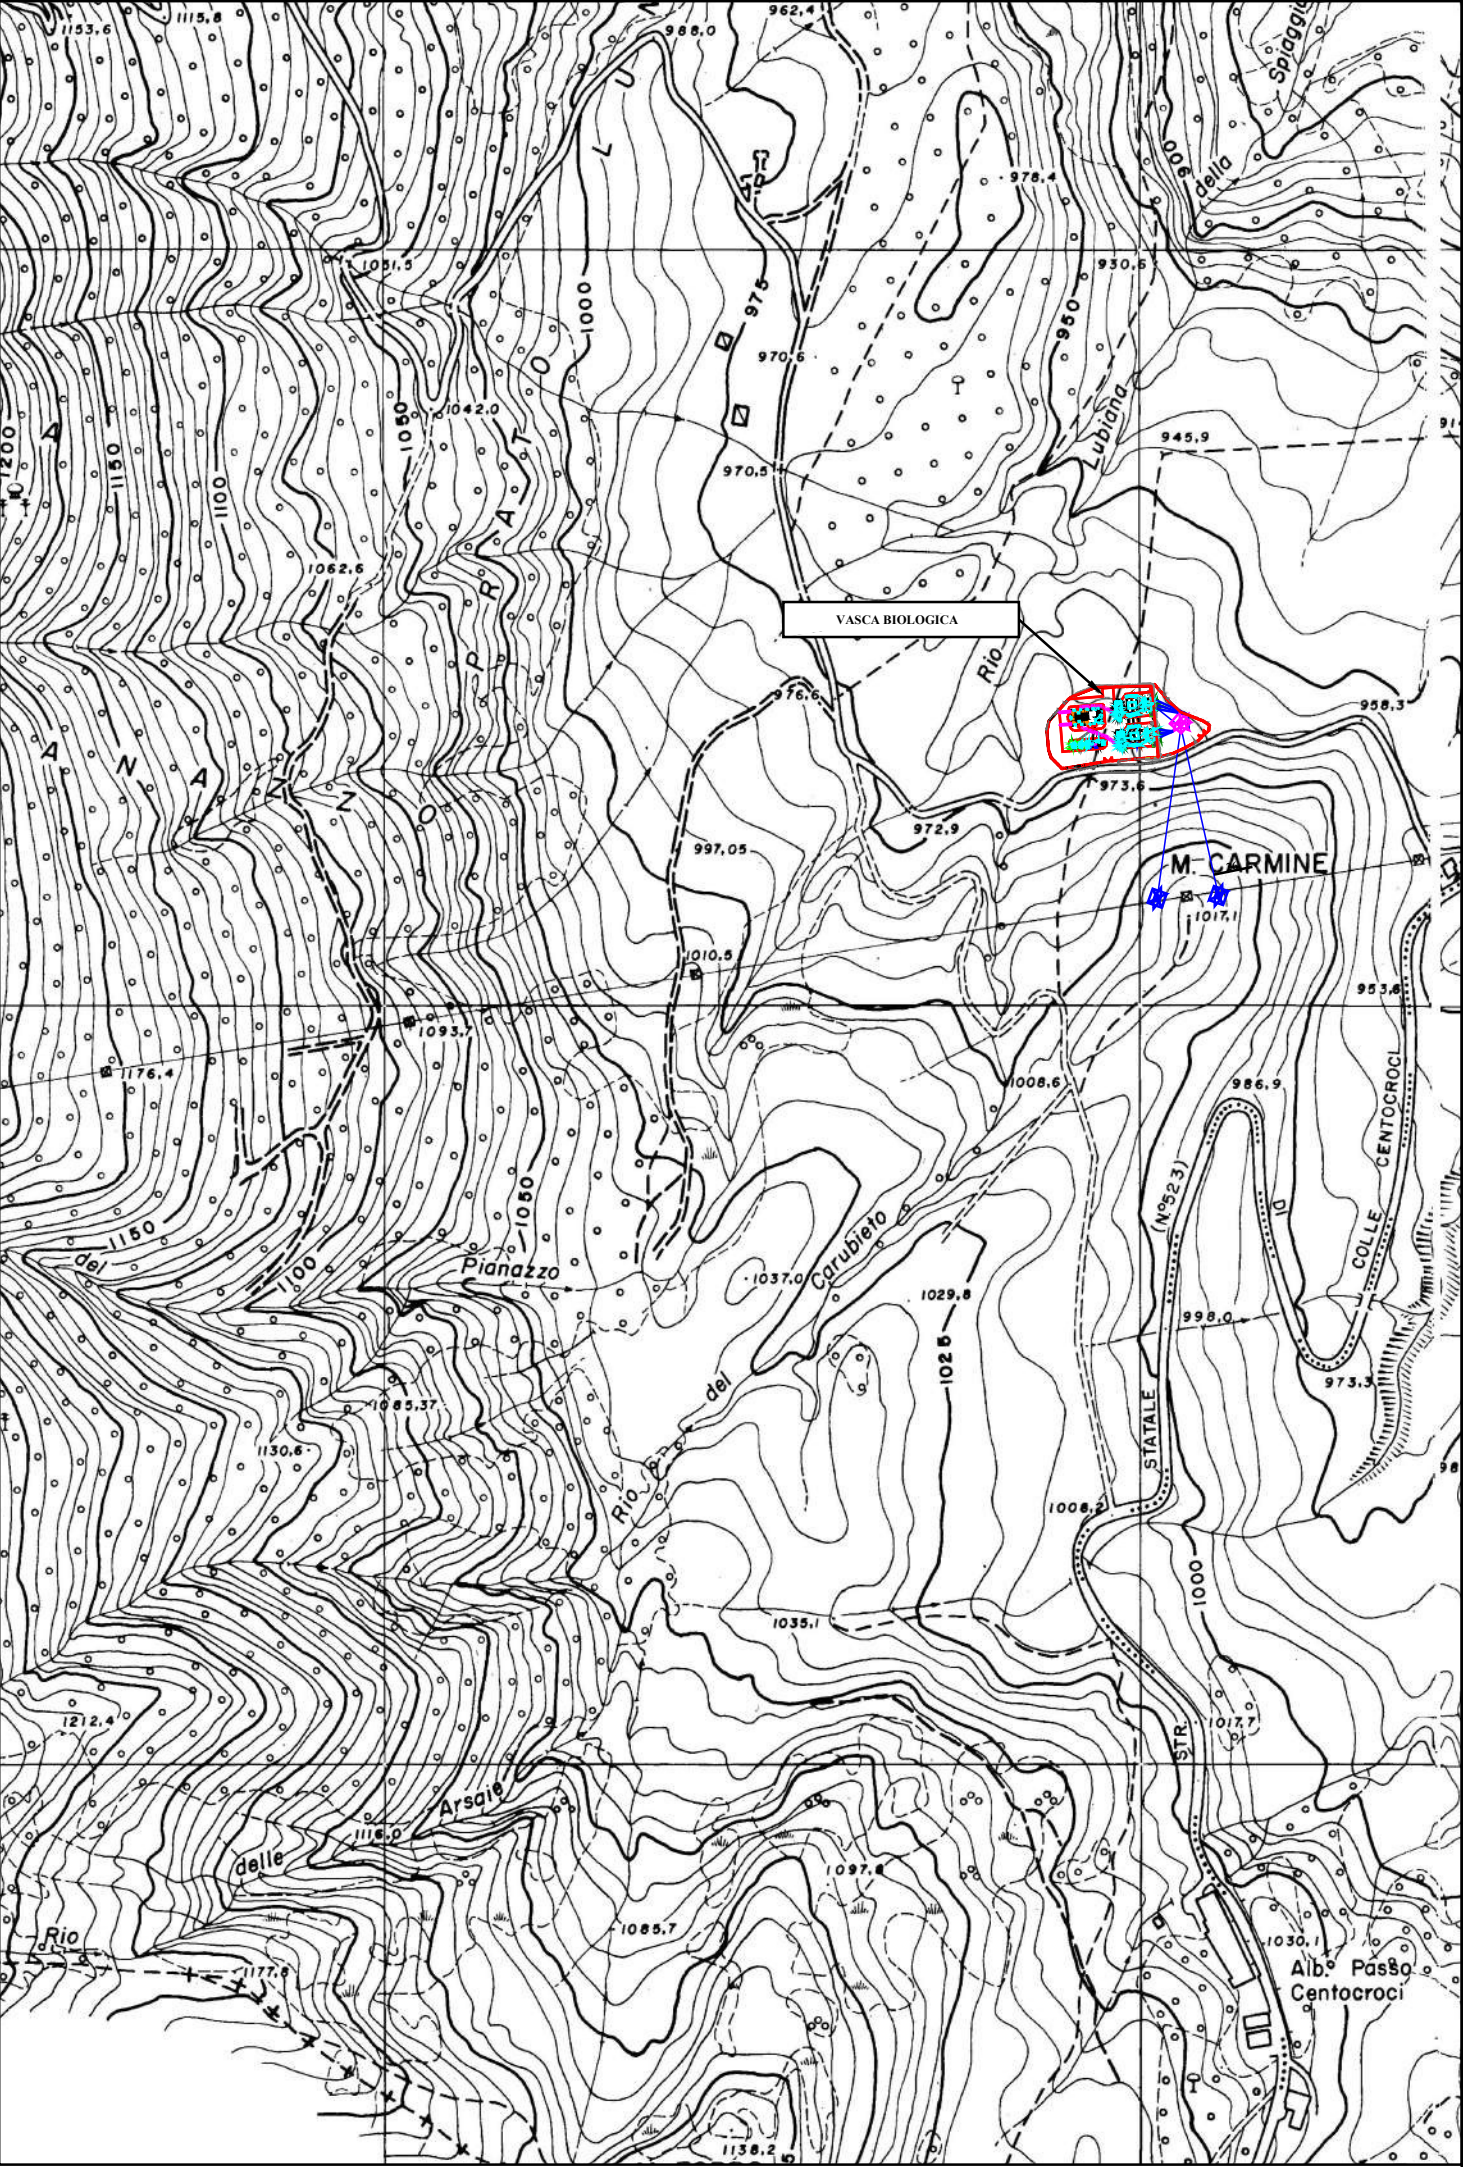 1153,6
1115,8
962,4
988,0
Spiaggia
della
900
978,4
L U
1051,5
1000
975
930,6
950
970,6
1042,0
1050
Lubiana
945,9
1200
1150
1100
970,5
1062,6
O P R A T O
VASCA BIOLOGICA
Rio
976,6
958,3
A
A N A Z Z O
973,6
972,9
997,05
M. CARMINE
1017,1
1010,5
953,6
1093,7
1176,4
1008,6
986,9
CENTOCROCI
(N°523)
DI
COLLE
1050
1150
del
1100
Pianazzo
Carubieto
1037,0
1029,8
998,0
1025
del
973,3
1085,37
STATALE
1130,6
Rio
1008,2
1000
1035,1
1212,4
1017,7
STR.
Arsaie
1116,0
delle
1097,8
1085,7
Rio
1177,8
1030,1
Alb.° Passo
Centocroci
1138,2